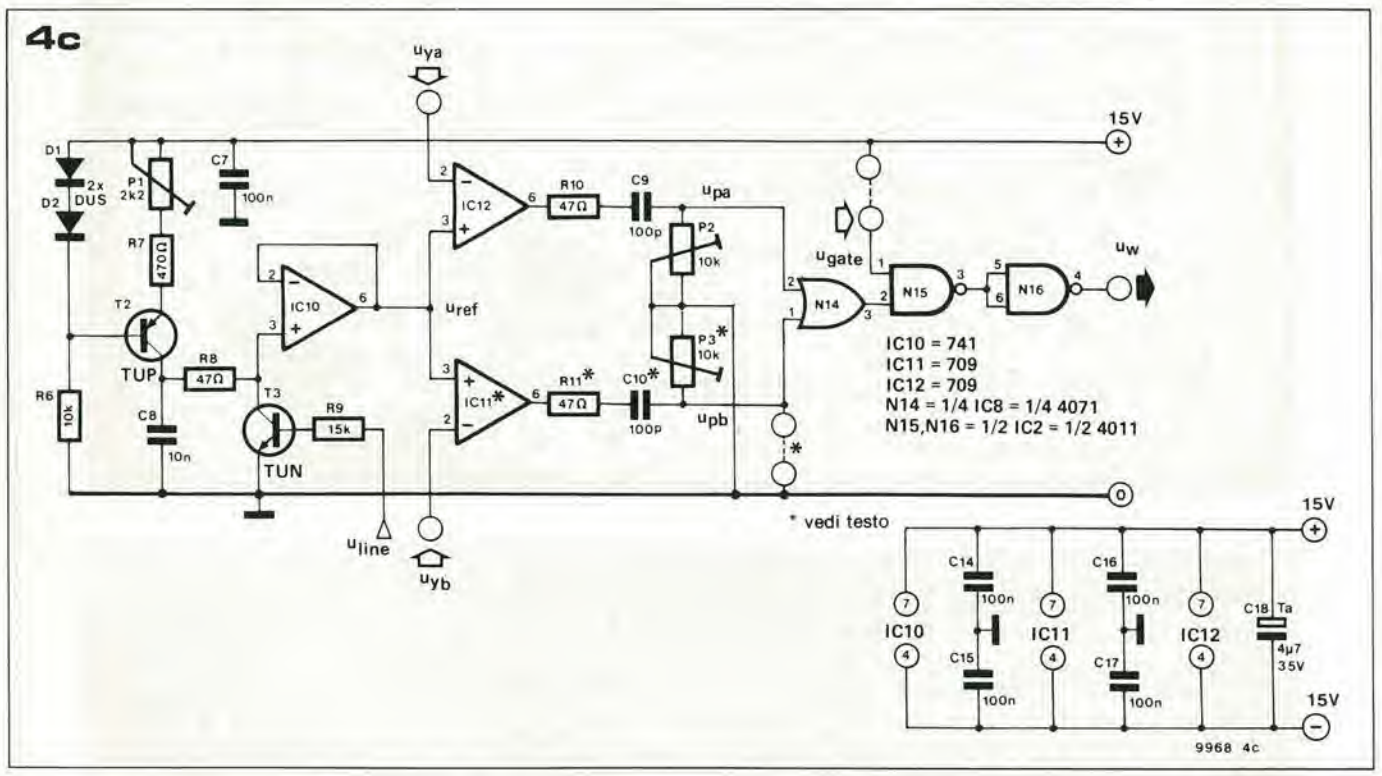 4c
uya
15V
+
D1
2x
DUS
D2
P1
2k2
C7
100n
R7
470Ω
T2
TUP
R6
10k
C8
10n
R8
47Ω
T3
TUN
R9
15k
uline
2
−
IC10
6
3
+
uref
2
−
IC12
6
3
+
R10
47Ω
C9
100p
upa
P2
10k
3
+
IC11*
6
2
−
R11*
47Ω
C10*
100p
P3*
10k
upb
uyb
ugate
2
N14
1
3
1
N15
3
2
5
N16
4
6
uw
*
IC10 = 741
IC11 = 709
IC12 = 709
N14 = 1/4 IC8 = 1/4 4071
N15,N16 = 1/2 IC2 = 1/2 4011
0
* vedi testo
15V
+
C14
100n
C16
100n
7
IC10
4
7
IC11
4
7
IC12
4
C15
100n
C17
100n
C18 Ta
4µ7
35V
15V
−
9968 4c